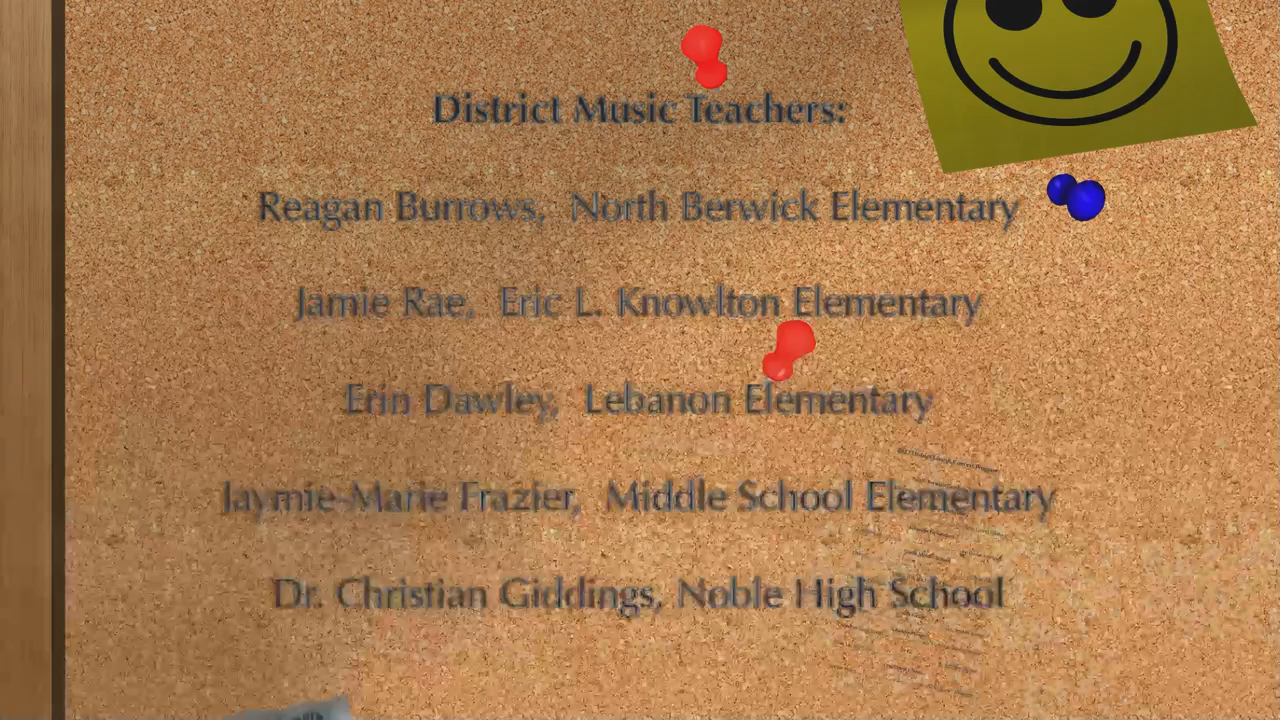 District Music Teachers:
Reagan Burrows, North Berwick Elementary
Jamie Rae, Eric L. Knowlton Elementary
Erin Dawley, Lebanon Elementary
Jaymie-Marie Frazier, Middle School Elementary
Dr. Christian Giddings, Noble High School